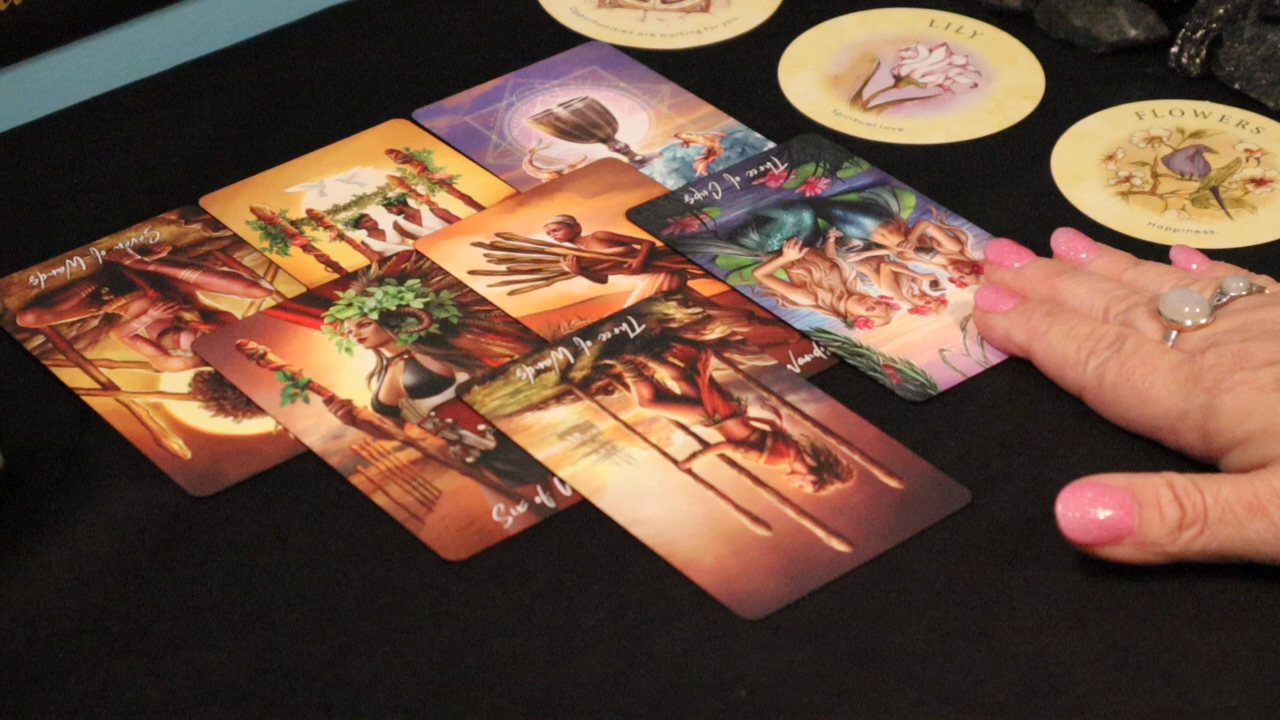 Opportunities are waiting for you.
LILY
Spiritual love.
FLOWERS
Happiness.
Three of Cups
Seven of Wands
Three of Wands
Wands
Six of W